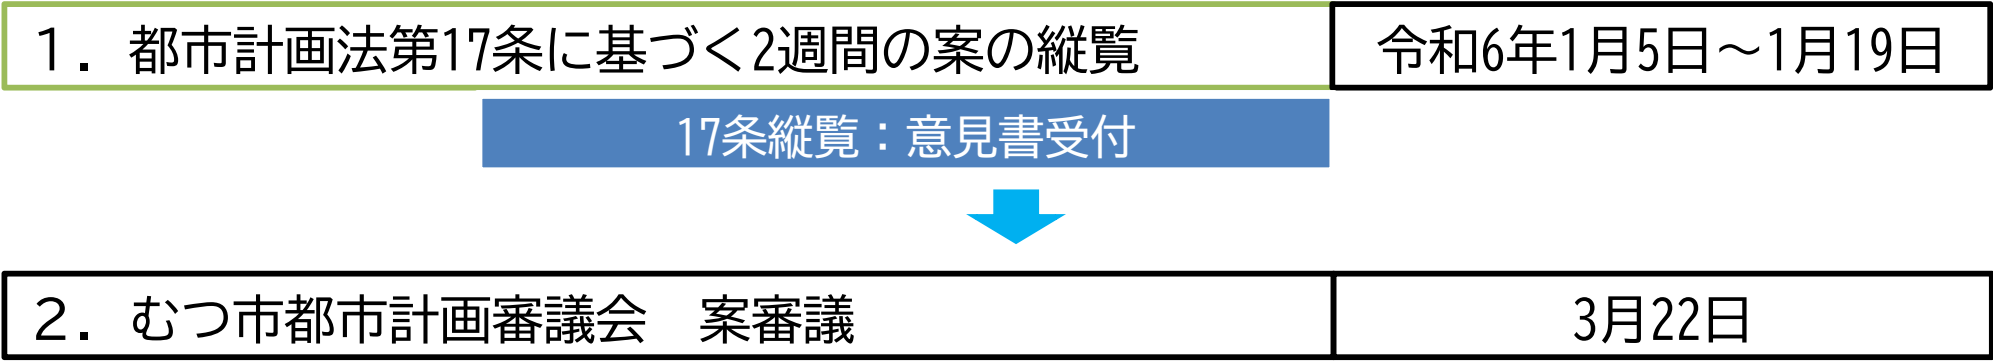 １．都市計画法第17条に基づく2週間の案の縦覧　令和6年1月5日～1月19日
17条縦覧：意見書受付
２．むつ市都市計画審議会　案審議　3月22日